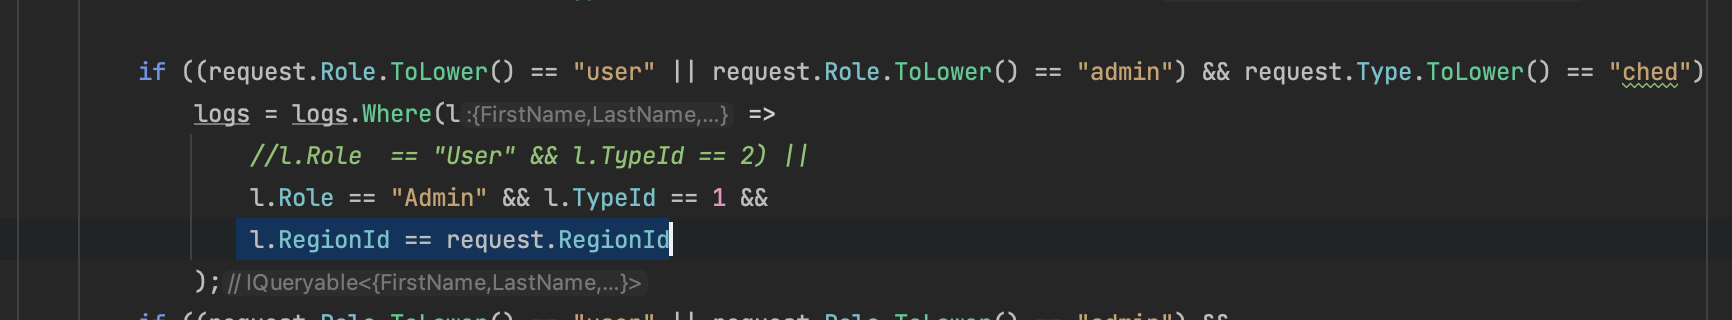 if ((request.Role.ToLower() == "user" || request.Role.ToLower() == "admin") && request.Type.ToLower() == "ched")
logs = logs.Where(l :{FirstName,LastName,...} =>
//l.Role  == "User" && l.TypeId == 2) ||
l.Role == "Admin" && l.TypeId == 1 &&
l.RegionId == request.RegionId
); // IQueryable<{FirstName,LastName,...}>
if ((request.Role.ToLower() == "user" || request.Role.ToLower() == "admin") &&